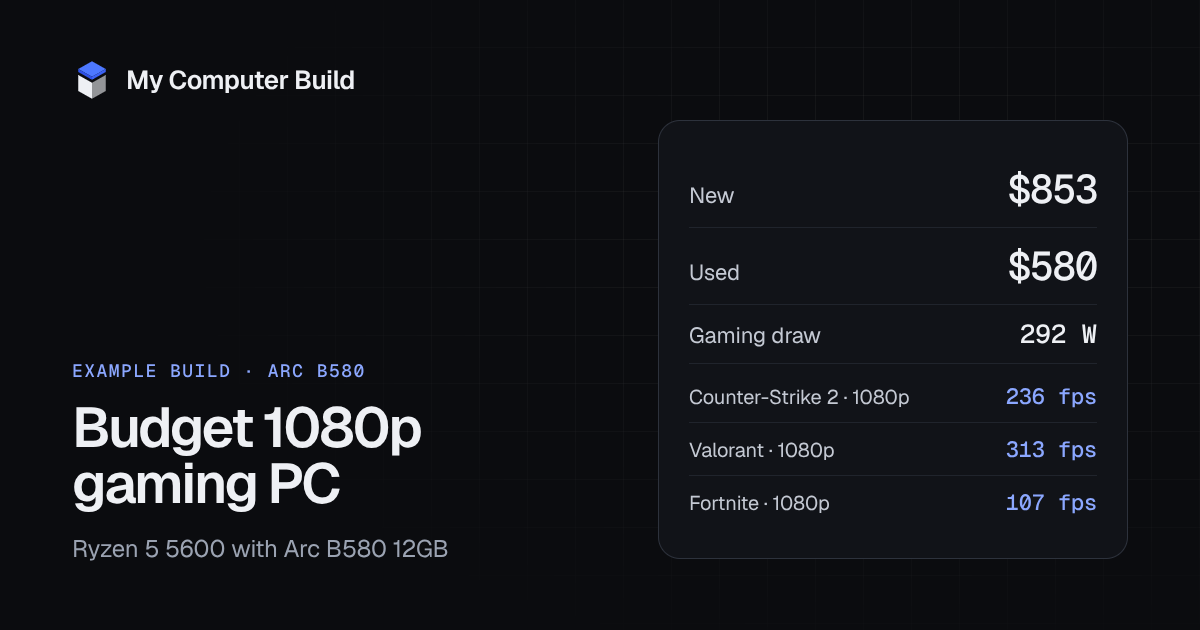 My Computer Build
EXAMPLE BUILD · ARC B580
Budget 1080p
gaming PC
Ryzen 5 5600 with Arc B580 12GB
New $853
Used $580
Gaming draw 292 W
Counter-Strike 2 · 1080p 236 fps
Valorant · 1080p 313 fps
Fortnite · 1080p 107 fps